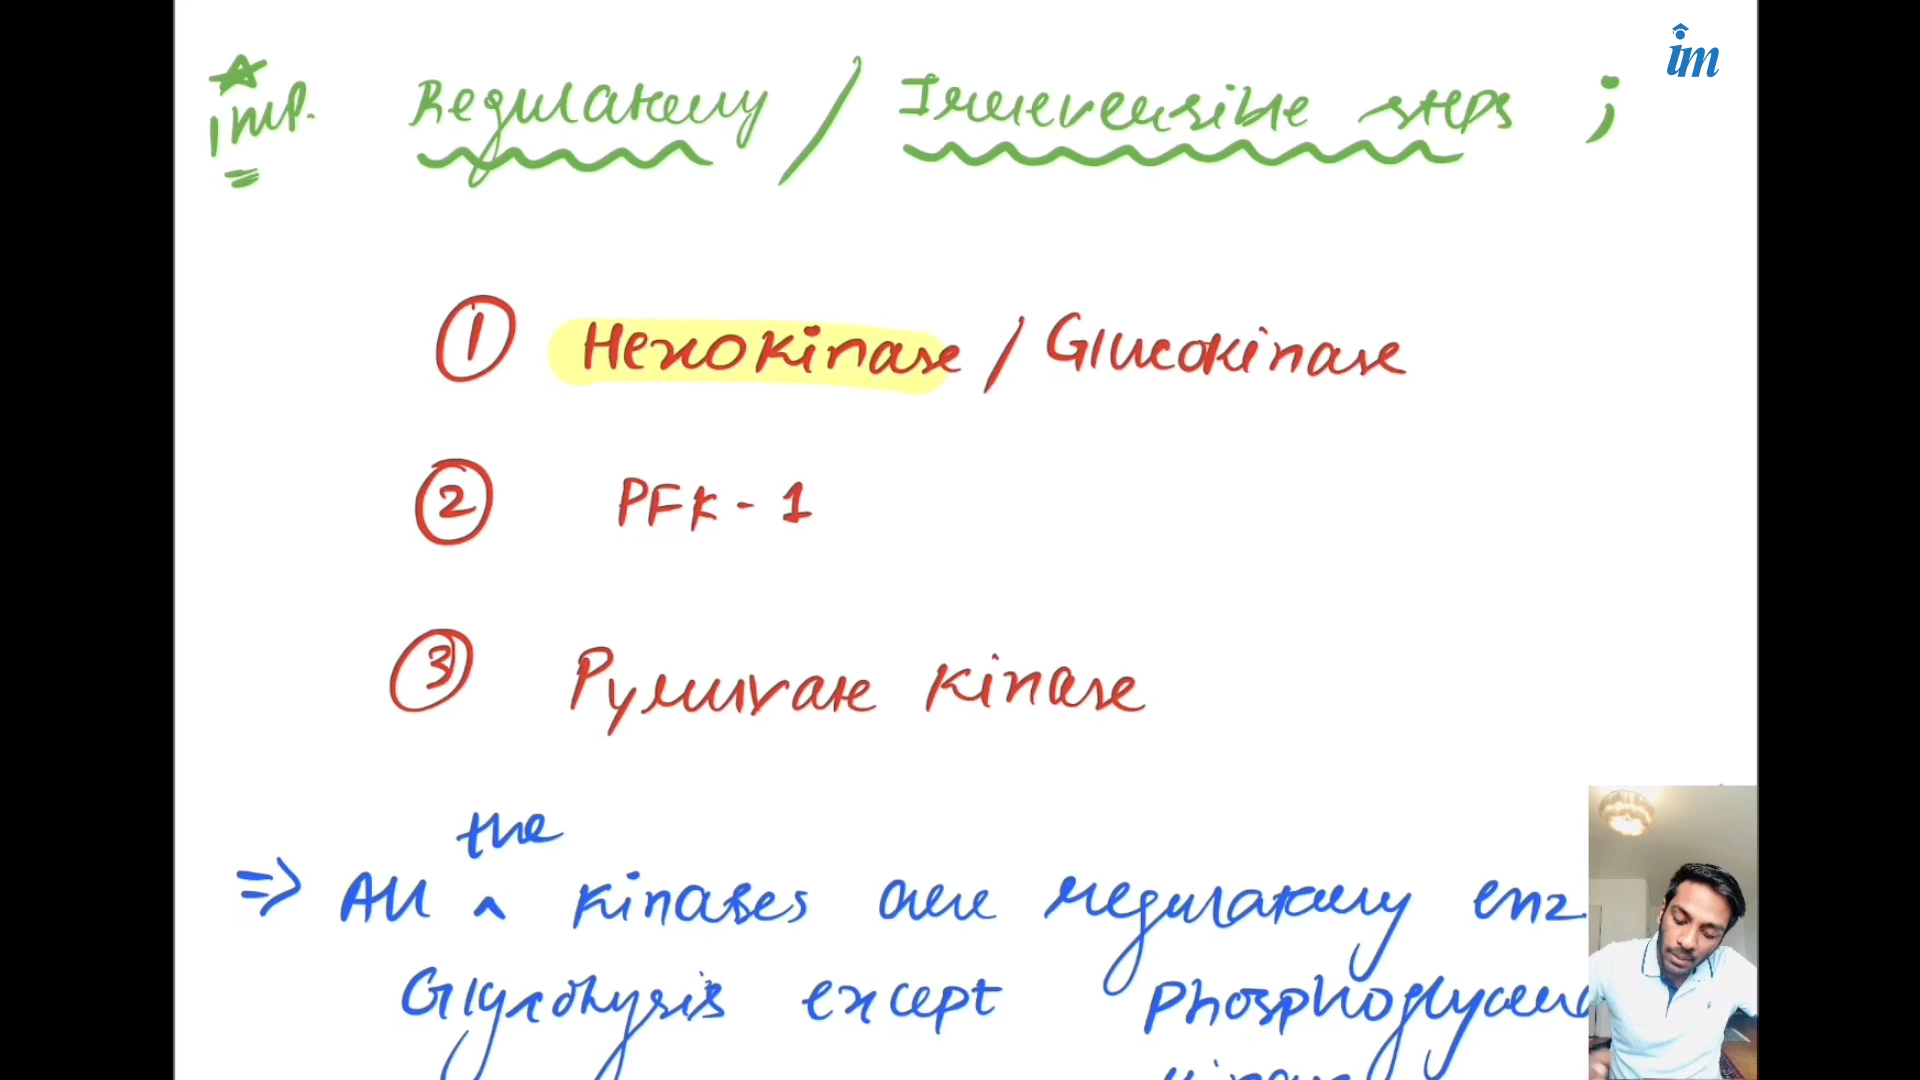 im
imp. Regulatory / Irreversible steps ;
1 Hexokinase / Glucokinase
2 PFK - 1
3 Pyruvate kinase
the
=> All ^ kinases are regulatory enz
Glycolysis except phosphoglycer